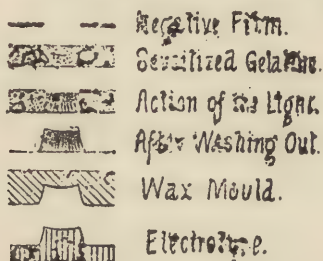 Negative Film.
Sensitized Gelatine.
Action of the Light.
After Washing Out.
Wax Mould.
Electrotype.